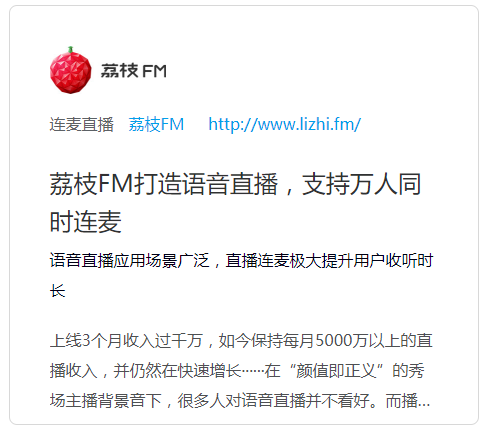 荔枝FM
连麦直播 荔枝FM http://www.lizhi.fm/
荔枝FM打造语音直播，支持万人同
时连麦
语音直播应用场景广泛，直播连麦极大提升用户收听时
长
上线3个月收入过千万，如今保持每月5000万以上的直
播收入，并仍然在快速增长······在“颜值即正义”的秀
场主播背景音下，很多人对语音直播并不看好。而播...